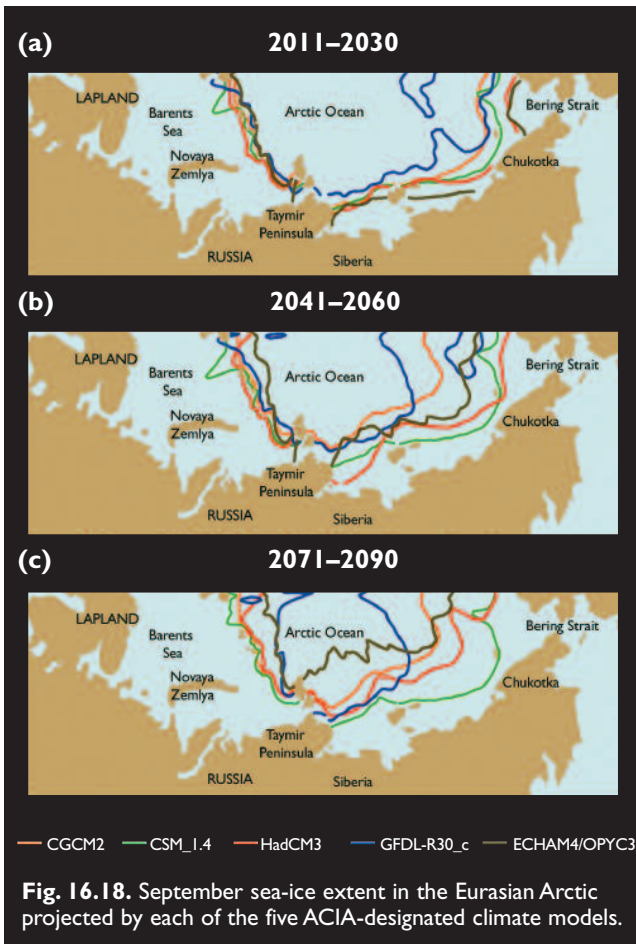 (a) 2011–2030
LAPLAND
Barents
Sea
Arctic Ocean
Bering Strait
Novaya
Zemlya
Chukotka
Taymir
Peninsula
RUSSIA
Siberia
(b) 2041–2060
LAPLAND
Barents
Sea
Arctic Ocean
Bering Strait
Novaya
Zemlya
Chukotka
Taymir
Peninsula
RUSSIA
Siberia
(c) 2071–2090
LAPLAND
Barents
Sea
Arctic Ocean
Bering Strait
Novaya
Zemlya
Chukotka
Taymir
Peninsula
RUSSIA
Siberia
CGCM2 CSM_1.4 HadCM3 GFDL-R30_c ECHAM4/OPYC3
Fig. 16.18. September sea-ice extent in the Eurasian Arctic
projected by each of the five ACIA-designated climate models.